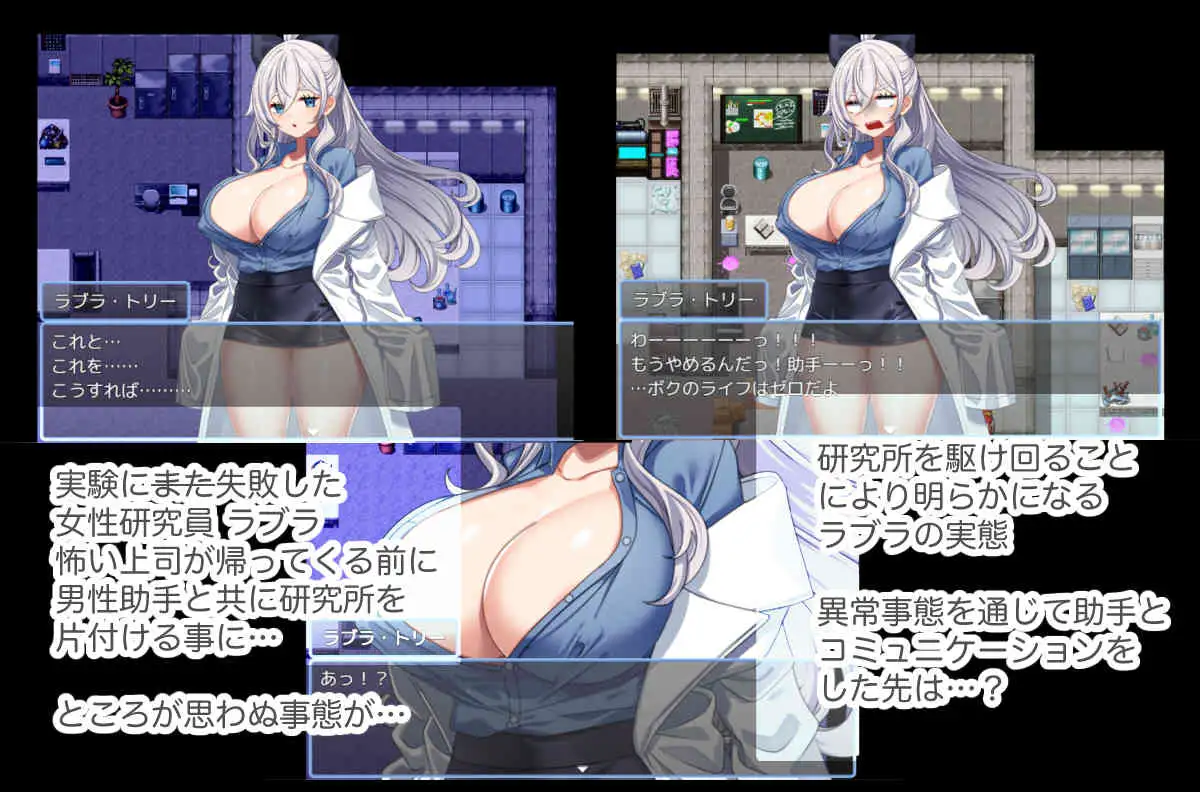 ラブラ・トリー
これと…
これを……
こうすれば………
ラブラ・トリー
わーーーーーーっ！！！
もうやめるんだっ！助手ーーっ！！
…ボクのライフはゼロだよ
実験にまた失敗した
女性研究員 ラブラ
怖い上司が帰ってくる前に
男性助手と共に研究所を
片付ける事に…
ところが思わぬ事態が…
ラブラ・トリー
あっ！？
研究所を駆け回ること
により明らかになる
ラブラの実態
異常事態を通じて助手と
コミュニケーションを
した先は…？